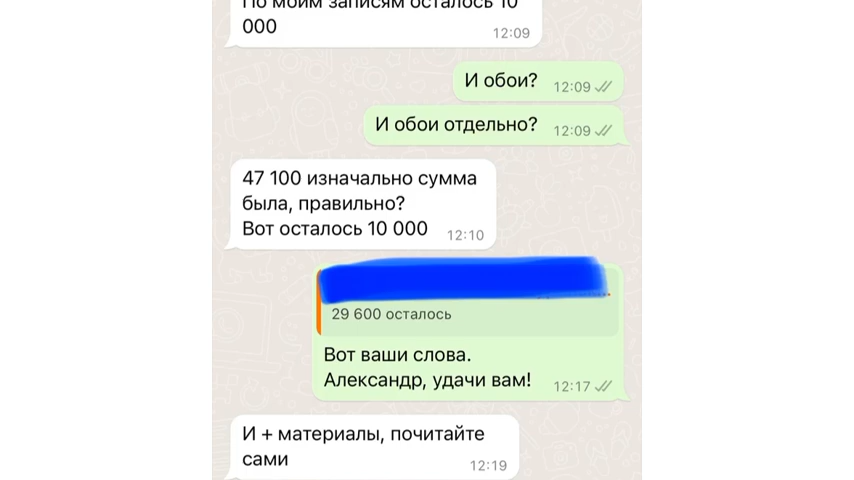 По моим записям осталось 10
000
12:09
И обои?
12:09
И обои отдельно?
12:09
47 100 изначально сумма
была, правильно?
Вот осталось 10 000
12:10
29 600 осталось
Вот ваши слова.
Александр, удачи вам!
12:17
И + материалы, почитайте
сами
12:19